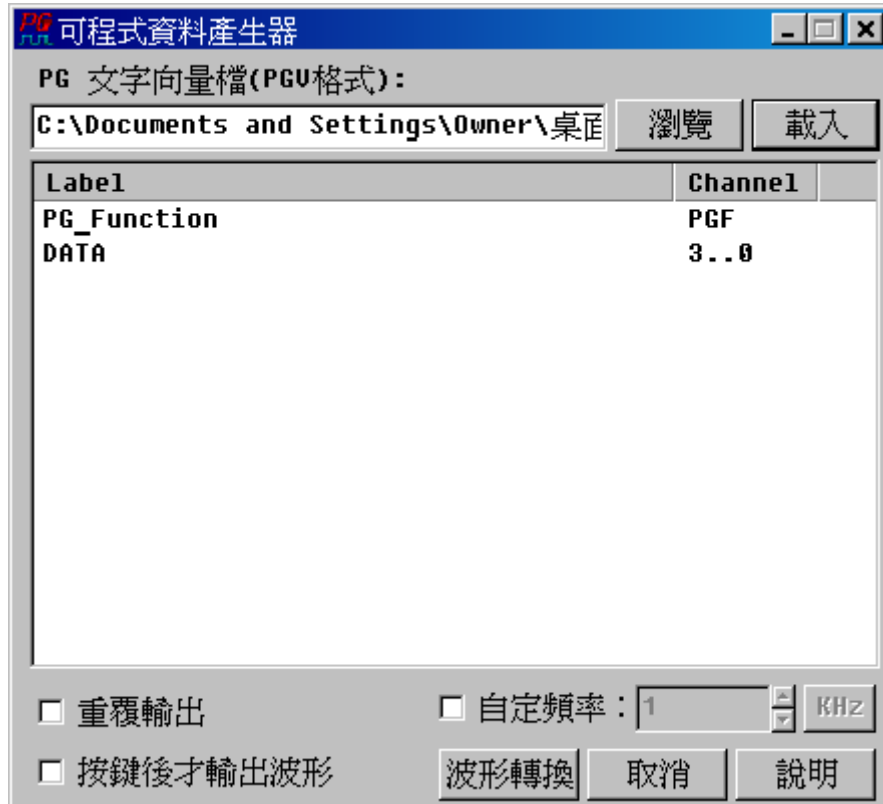 PG 可程式資料產生器
PG 文字向量檔(PGV格式):
C:\Documents and Settings\Owner\桌面 瀏覽 載入
Label Channel
PG_Function PGF
DATA 3..0
重覆輸出 自定頻率：1 KHz
按鍵後才輸出波形 波形轉換 取消 說明